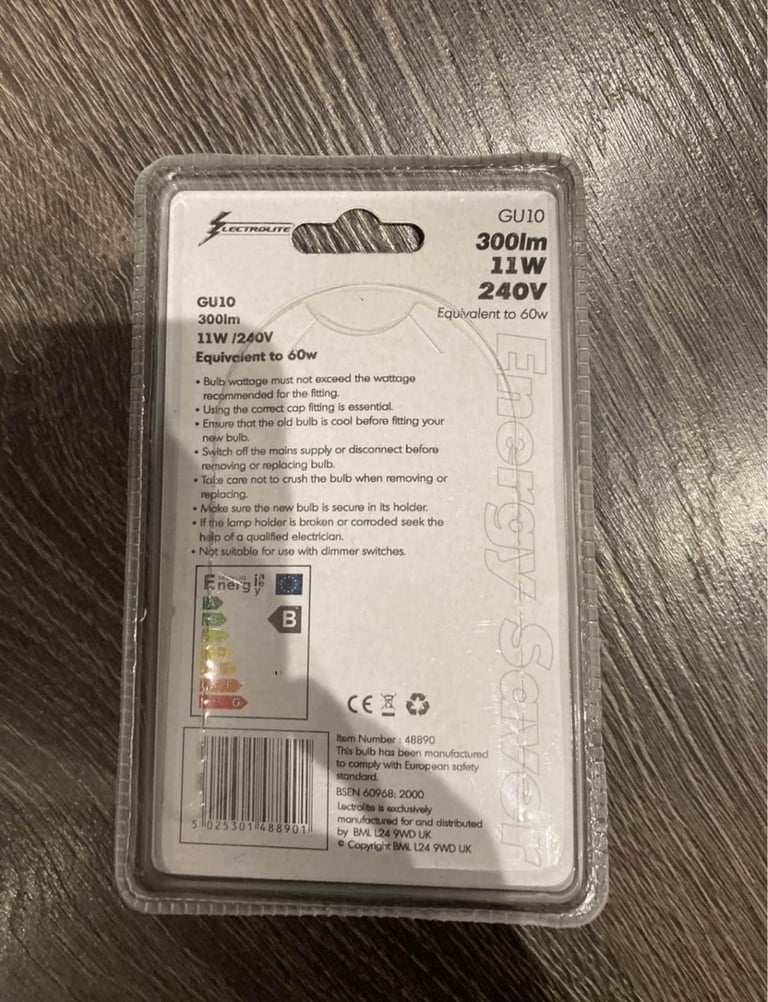 LECTROLITE
GU10
300lm
11W
240V
Equivalent to 60w
GU10
300lm
11W /240V
Equivalent to 60w
• Bulb wattage must not exceed the wattage
recommended for the fitting.
• Using the correct cap fitting is essential.
• Ensure that the old bulb is cool before fitting your
new bulb.
• Switch off the mains supply or disconnect before
removing or replacing bulb.
• Take care not to crush the bulb when removing or
replacing.
• Make sure the new bulb is secure in its holder.
• If the lamp holder is broken or corroded seek the
help of a qualified electrician.
• Not suitable for use with dimmer switches.
Energy Saver
Energ
ie
y
A
B
B
D
F
G
CE
Item Number : 48890
This bulb has been manufactured
to comply with European safety
standard.
BSEN 60968: 2000
Lectrolite is exclusively
manufactured for and distributed
by BML L24 9WD UK
© Copyright BML L24 9WD UK
5 025301 488901